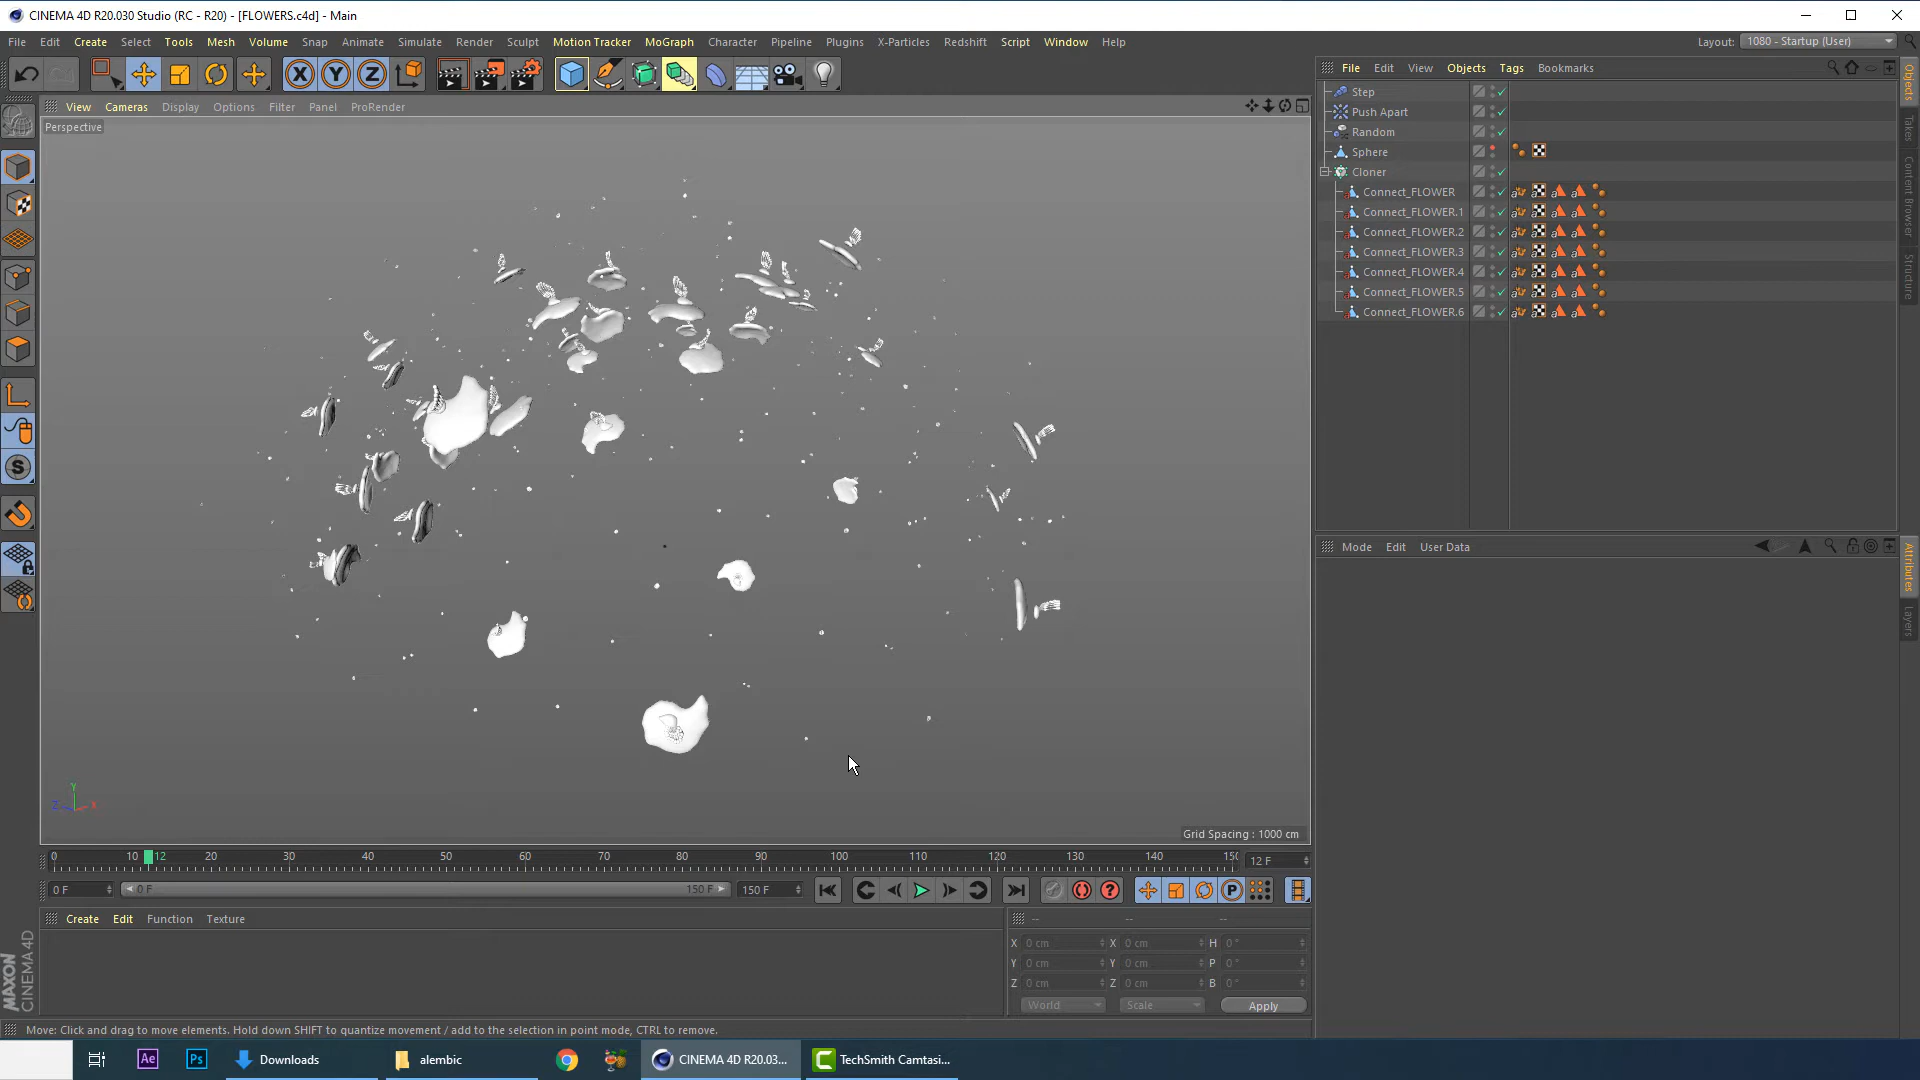 CINEMA 4D R20.030 Studio (RC - R20) - [FLOWERS.c4d] - Main
File Edit Create Select Tools Mesh Volume Snap Animate Simulate Render Sculpt Motion Tracker MoGraph Character Pipeline Plugins X-Particles Redshift Script Window Help
Layout: 1080 - Startup (User)
X Y Z
File Edit View Objects Tags Bookmarks
View Cameras Display Options Filter Panel ProRender
Perspective
Step
Push Apart
Random
Sphere
Cloner
Connect_FLOWER
Connect_FLOWER.1
Connect_FLOWER.2
Connect_FLOWER.3
Connect_FLOWER.4
Connect_FLOWER.5
Connect_FLOWER.6
Objects
Takes
Content Browser
Structure
Mode Edit User Data
Attributes
Layers
Y
Z X
Grid Spacing : 1000 cm
0 10 12 20 30 40 50 60 70 80 90 100 110 120 130 140 150
12 F
0 F 0 F 150 F 150 F
Create Edit Function Texture
-- -- --
X 0 cm X 0 cm H 0 °
Y 0 cm Y 0 cm P 0 °
Z 0 cm Z 0 cm B 0 °
World Scale Apply
MAXON
CINEMA 4D
Move: Click and drag to move elements. Hold down SHIFT to quantize movement / add to the selection in point mode, CTRL to remove.
Ae Ps Downloads alembic CINEMA 4D R20.03... TechSmith Camtasi...